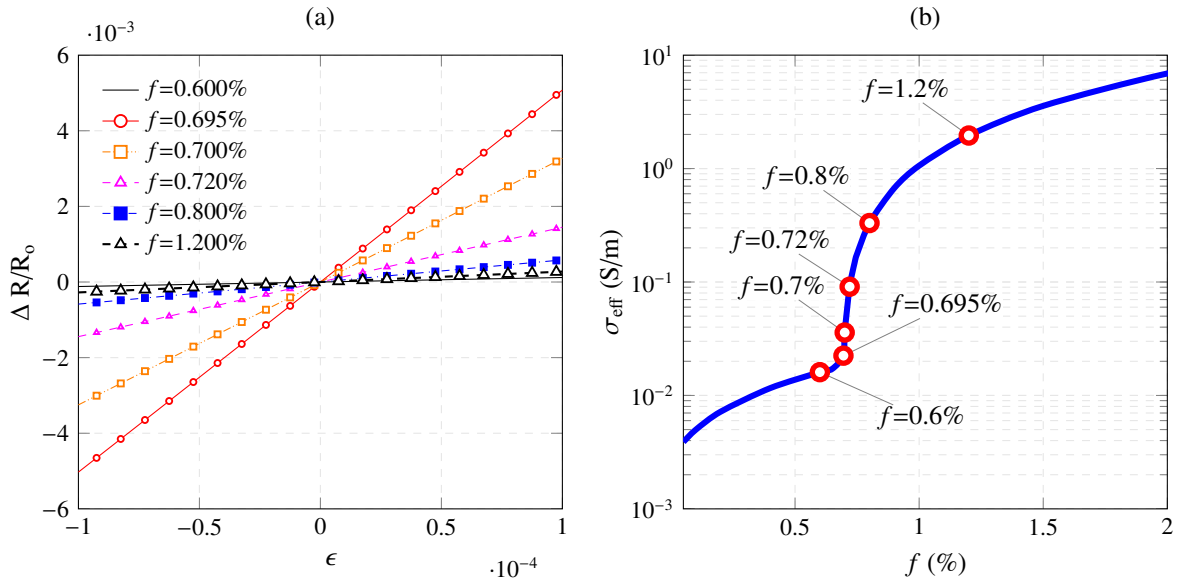 (a)
·10⁻³
6
4
2
0
−2
−4
−6
Δ R/Rₒ
f=0.600%
f=0.695%
f=0.700%
f=0.720%
f=0.800%
f=1.200%
−1
−0.5
0
0.5
1
ϵ
·10⁻⁴
(b)
10¹
10⁰
10⁻¹
10⁻²
10⁻³
σeff (S/m)
f=1.2%
f=0.8%
f=0.72%
f=0.7%
f=0.695%
f=0.6%
0.5
1
1.5
2
f (%)